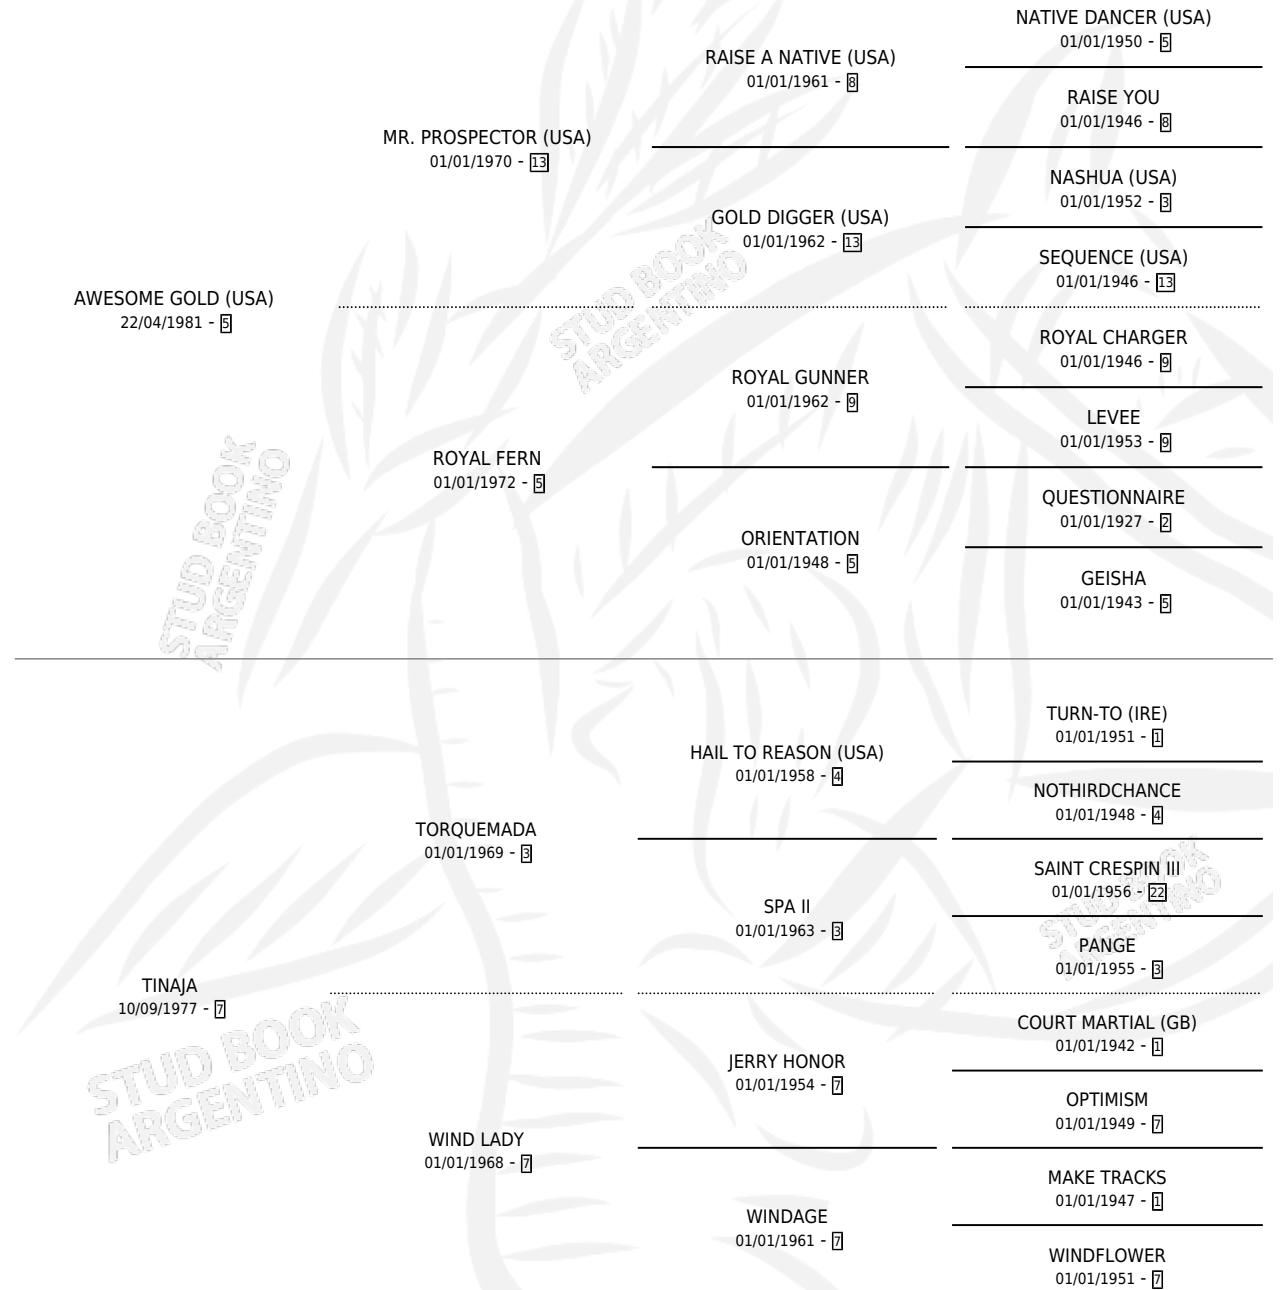 NATIVE DANCER (USA)
01/01/1950 - 5
RAISE A NATIVE (USA)
01/01/1961 - 8
RAISE YOU
01/01/1946 - 8
MR. PROSPECTOR (USA)
01/01/1970 - 13
NASHUA (USA)
01/01/1952 - 3
GOLD DIGGER (USA)
01/01/1962 - 13
SEQUENCE (USA)
01/01/1946 - 13
AWESOME GOLD (USA)
22/04/1981 - 5
ROYAL CHARGER
01/01/1946 - 9
ROYAL GUNNER
01/01/1962 - 9
LEVEE
01/01/1953 - 9
ROYAL FERN
01/01/1972 - 5
QUESTIONNAIRE
01/01/1927 - 2
ORIENTATION
01/01/1948 - 5
GEISHA
01/01/1943 - 5
TURN-TO (IRE)
01/01/1951 - 1
HAIL TO REASON (USA)
01/01/1958 - 4
NOTHIRDCHANCE
01/01/1948 - 4
TORQUEMADA
01/01/1969 - 3
SAINT CRESPIN III
01/01/1956 - 22
SPA II
01/01/1963 - 3
PANGE
01/01/1955 - 3
TINAJA
10/09/1977 - 7
COURT MARTIAL (GB)
01/01/1942 - 1
JERRY HONOR
01/01/1954 - 7
OPTIMISM
01/01/1949 - 7
WIND LADY
01/01/1968 - 7
MAKE TRACKS
01/01/1947 - 1
WINDAGE
01/01/1961 - 7
WINDFLOWER
01/01/1951 - 7
STUD BOOK
ARGENTINO
STUD BOOK
ARGENTINO
STUD BOOK
ARGENTINO
STUD BOOK
ARGENTINO